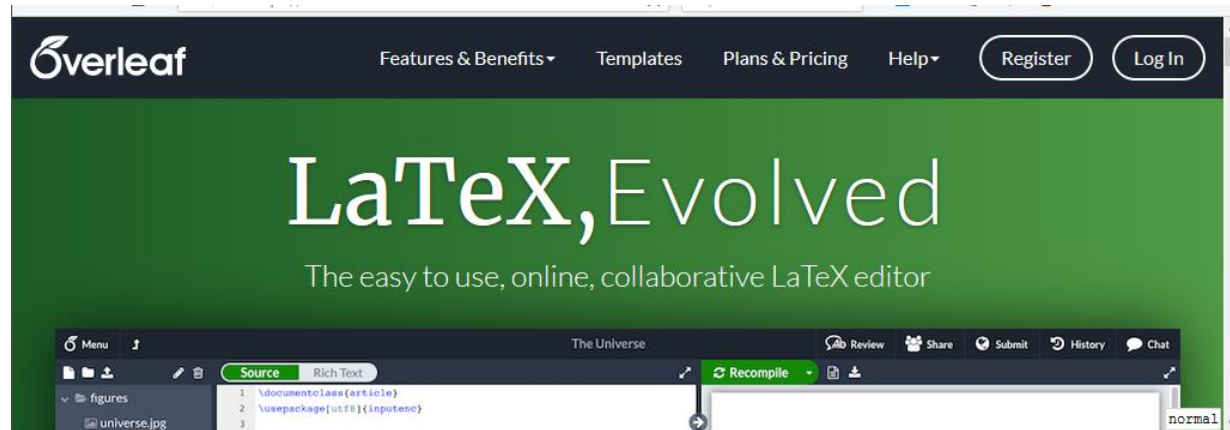 Overleaf Features & Benefits Templates Plans & Pricing Help Register Log In
LaTeX, Evolved
The easy to use, online, collaborative LaTeX editor
Menu The Universe Review Share Submit History Chat
Source Rich Text Recompile
figures 1 \documentclass{article}
2 \usepackage[utf8]{inputenc}
universe.jpg 3
normal